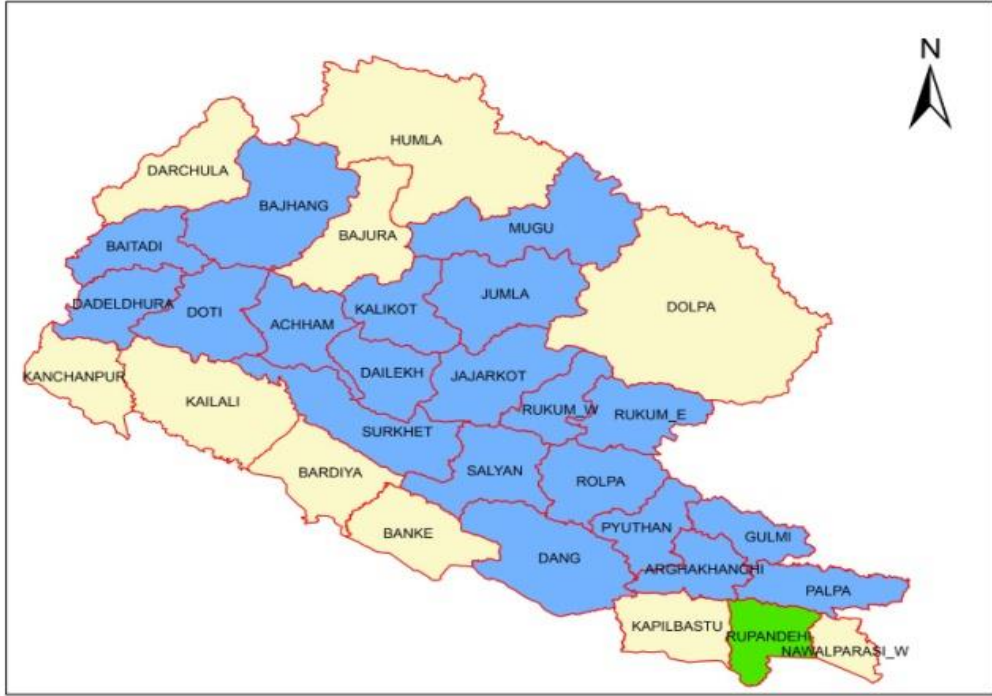 N
HUMLA
DARCHULA
BAJHANG
MUGU
BAJURA
BAITADI
JUMLA
DADELDHURA
DOLPA
DOTI
KALIKOT
ACHHAM
DAILEKH
JAJARKOT
KANCHANPUR
KAILALI
RUKUM_W
RUKUM_E
SURKHET
BARDIYA
SALYAN
ROLPA
PYUTHAN
BANKE
GULMI
DANG
ARGHAKHANCHI
PALPA
KAPILBASTU
RUPANDEHI
NAWALPARASI_W